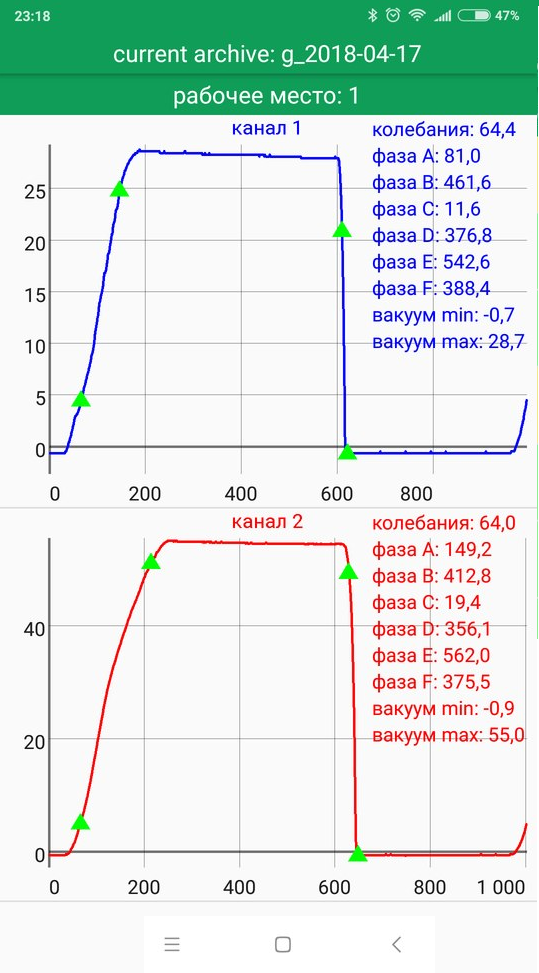 23:18
47%
current archive: g_2018-04-17
рабочее место: 1
канал 1
колебания: 64,4
фаза A: 81,0
фаза B: 461,6
фаза C: 11,6
фаза D: 376,8
фаза E: 542,6
фаза F: 388,4
вакуум min: -0,7
вакуум max: 28,7
25
20
15
10
5
0
0 200 400 600 800
канал 2
колебания: 64,0
фаза A: 149,2
фаза B: 412,8
фаза C: 19,4
фаза D: 356,1
фаза E: 562,0
фаза F: 375,5
вакуум min: -0,9
вакуум max: 55,0
40
20
0
0 200 400 600 800 1 000